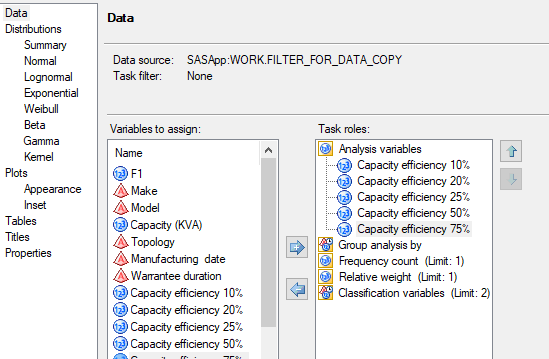 Data
Distributions
Summary
Normal
Lognormal
Exponential
Weibull
Beta
Gamma
Kernel
Plots
Appearance
Inset
Tables
Titles
Properties
Data
Data source: SASApp:WORK.FILTER_FOR_DATA_COPY
Task filter: None
Variables to assign:
Name
F1
Make
Model
Capacity (KVA)
Topology
Manufacturing date
Warrantee duration
Capacity efficiency 10%
Capacity efficiency 20%
Capacity efficiency 25%
Capacity efficiency 50%
Capacity efficiency 75%
Task roles:
Analysis variables
Capacity efficiency 10%
Capacity efficiency 20%
Capacity efficiency 25%
Capacity efficiency 50%
Capacity efficiency 75%
Group analysis by
Frequency count (Limit: 1)
Relative weight (Limit: 1)
Classification variables (Limit: 2)